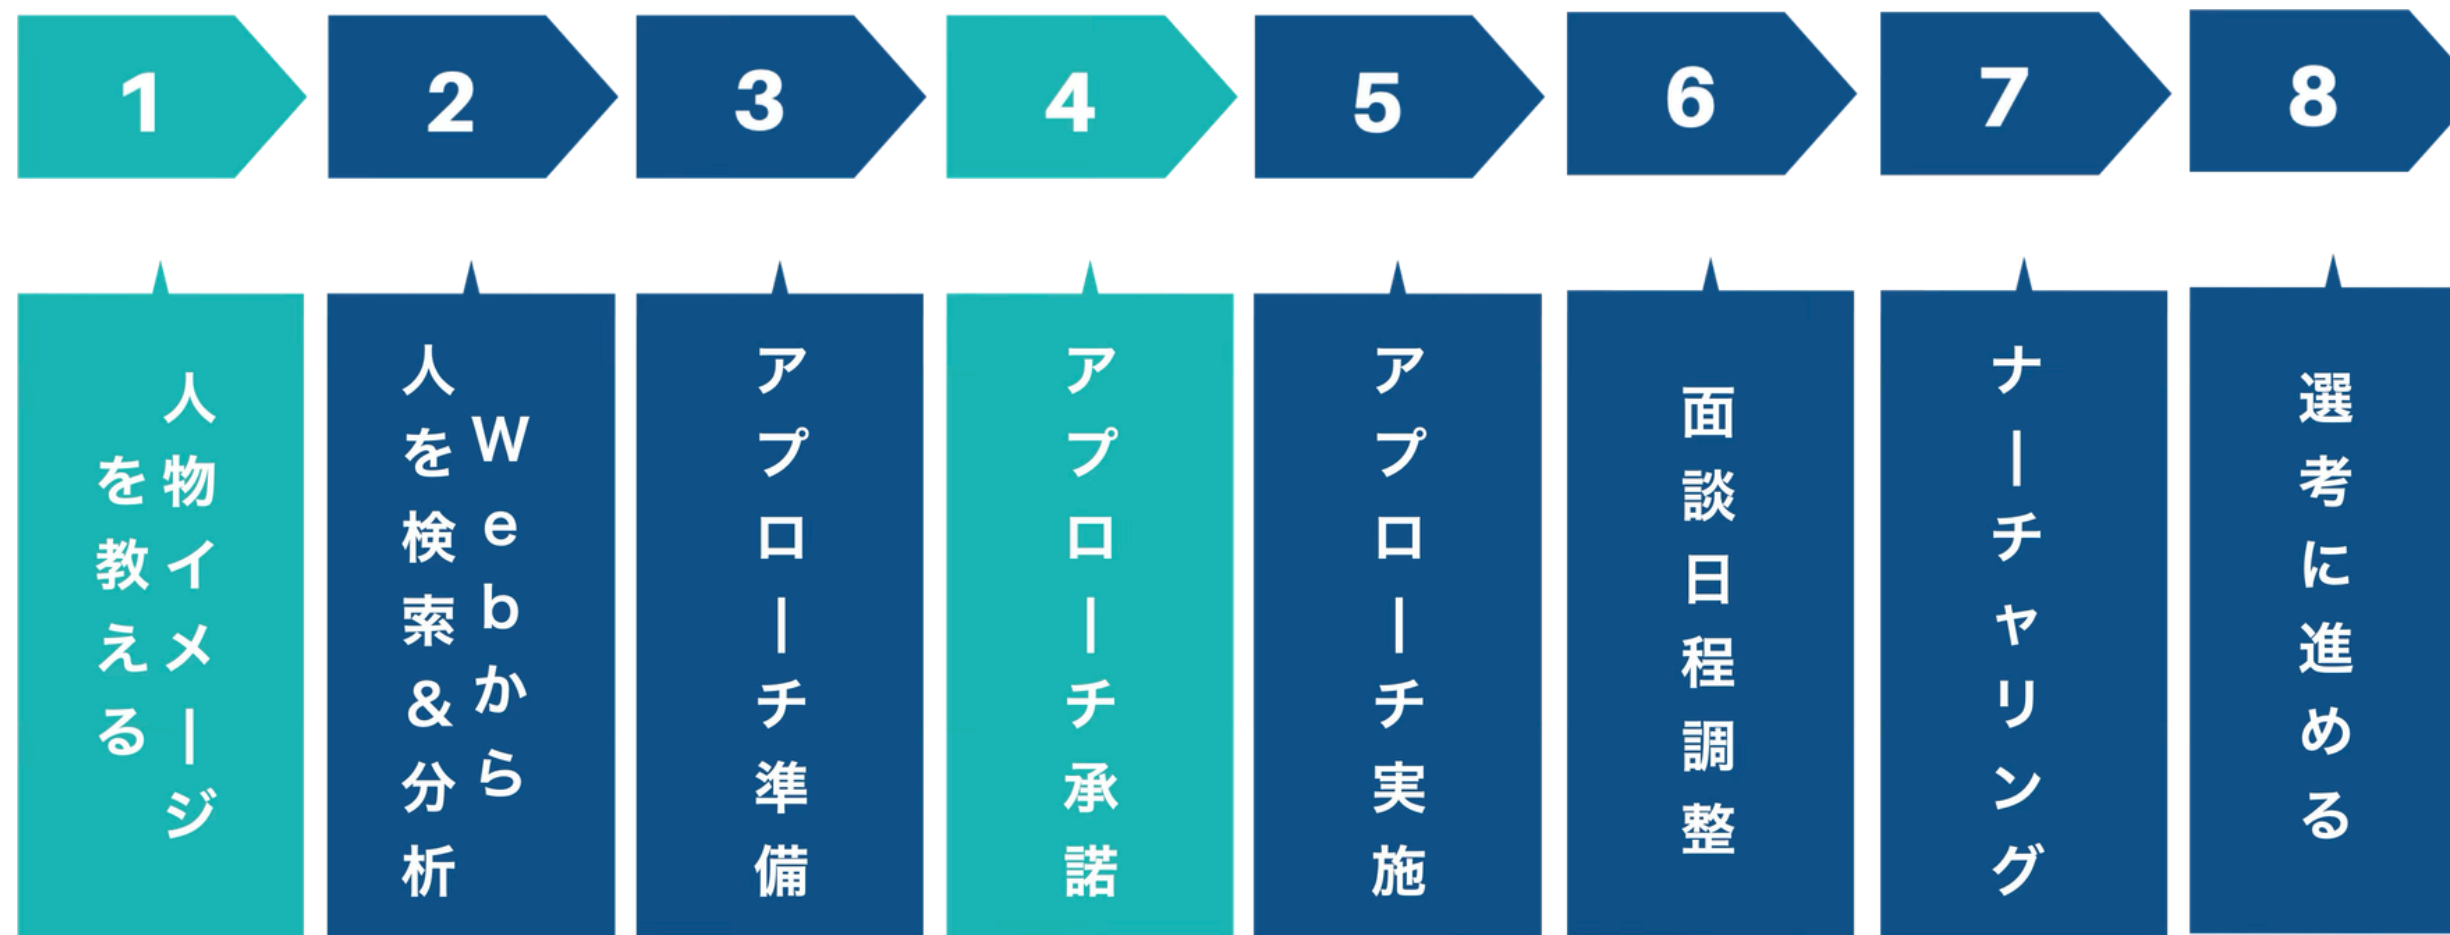 1
2
3
4
5
6
7
8
人物イメージ
を教える
Webから
人を検索&分析
アプローチ準備
アプローチ承諾
アプローチ実施
面談日程調整
ナーチャリング
選考に進める